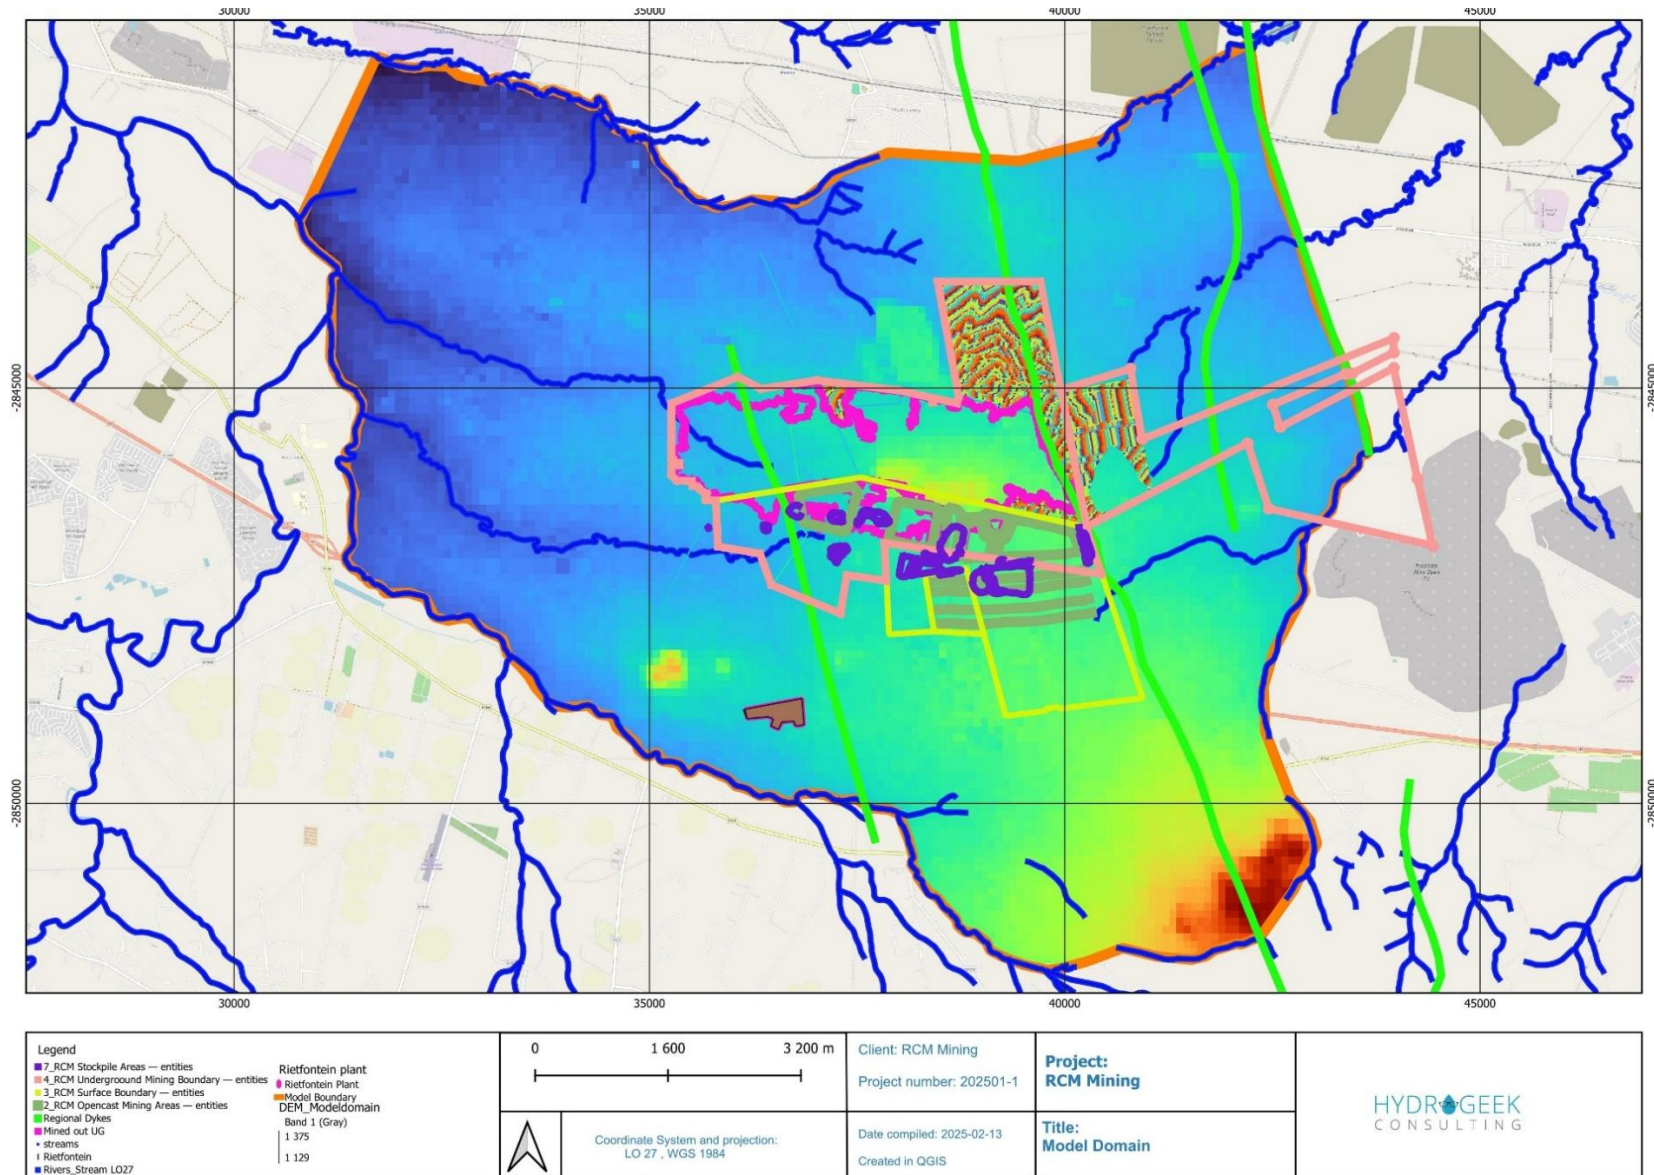 30000 35000 40000 45000
-2845000 -2845000
-2850000 -2850000
30000 35000 40000 45000
Legend
7_RCM Stockpile Areas — entities
4_RCM Underground Mining Boundary — entities
3_RCM Surface Boundary — entities
2_RCM Opencast Mining Areas — entities
Regional Dykes
Mined out UG
streams
Rietfontein
Rivers_Stream LO27
Rietfontein plant
Rietfontein Plant
Model Boundary
DEM_Modeldomain
Band 1 (Gray)
1 375
1 129
0 1 600 3 200 m
Coordinate System and projection:
LO 27 , WGS 1984
Client: RCM Mining
Project number: 202501-1
Date compiled: 2025-02-13
Created in QGIS
Project:
RCM Mining
Title:
Model Domain
HYDROGEEK
CONSULTING